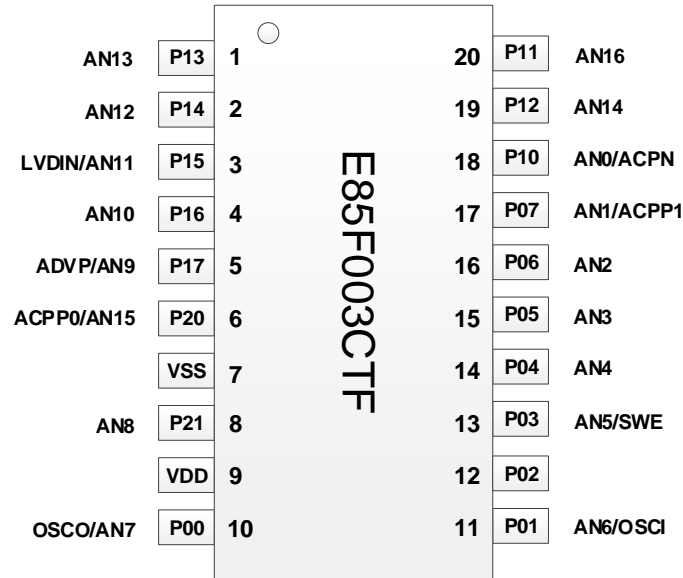 AN13 P13 1 20 P11 AN16
AN12 P14 2 19 P12 AN14
LVDIN/AN11 P15 3 18 P10 AN0/ACPN
AN10 P16 4 17 P07 AN1/ACPP1
ADVP/AN9 P17 5 16 P06 AN2
ACPP0/AN15 P20 6 15 P05 AN3
VSS 7 14 P04 AN4
AN8 P21 8 13 P03 AN5/SWE
VDD 9 12 P02
OSCO/AN7 P00 10 11 P01 AN6/OSCI
E85F003CTF